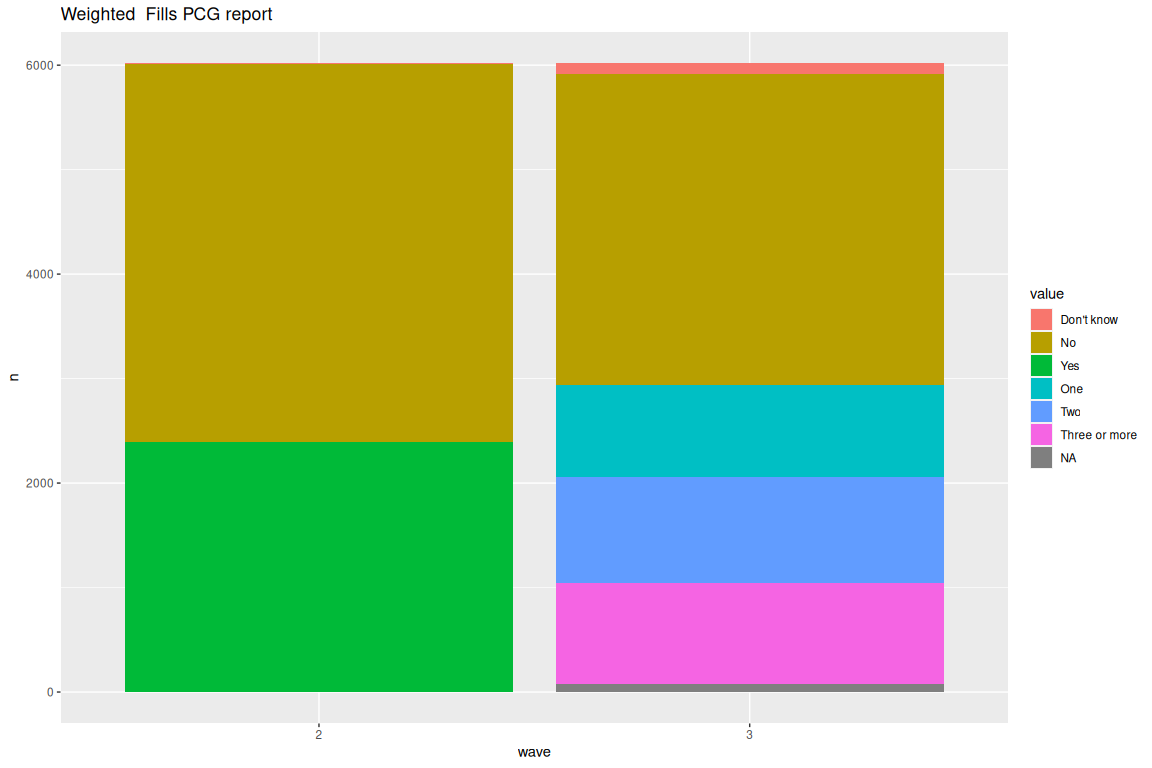 Weighted  Fills PCG report
6000
4000
2000
0
n
2
3
wave
value
Don't know
No
Yes
One
Two
Three or more
NA